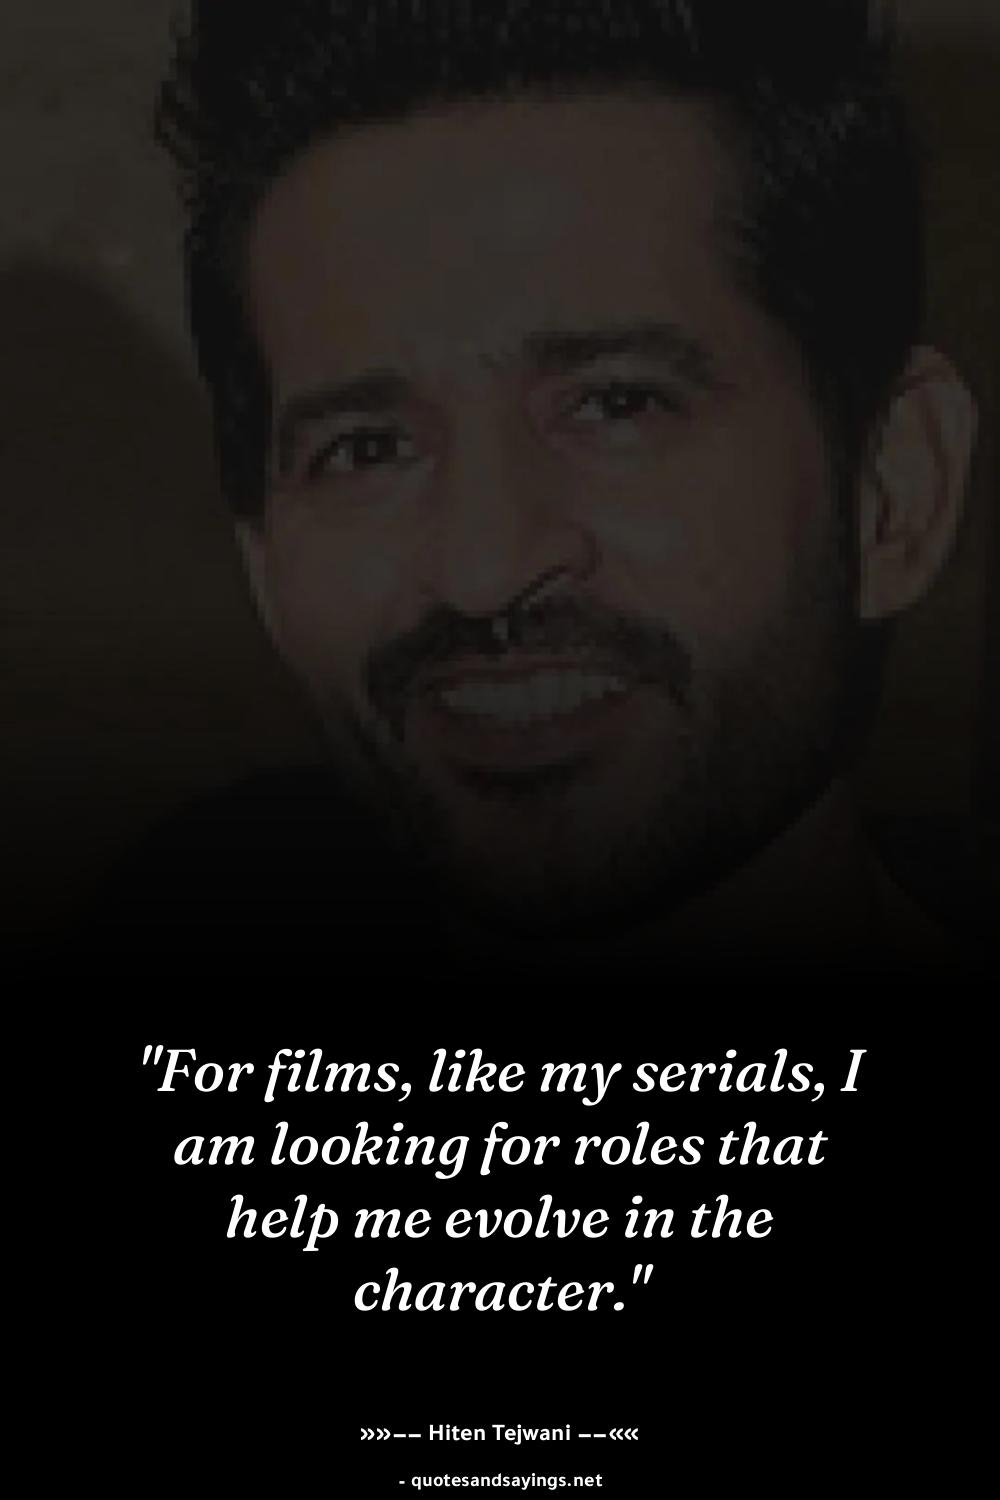 "For films, like my serials, I
am looking for roles that
help me evolve in the
character."
»»−− Hiten Tejwani −−««
- quotesandsayings.net